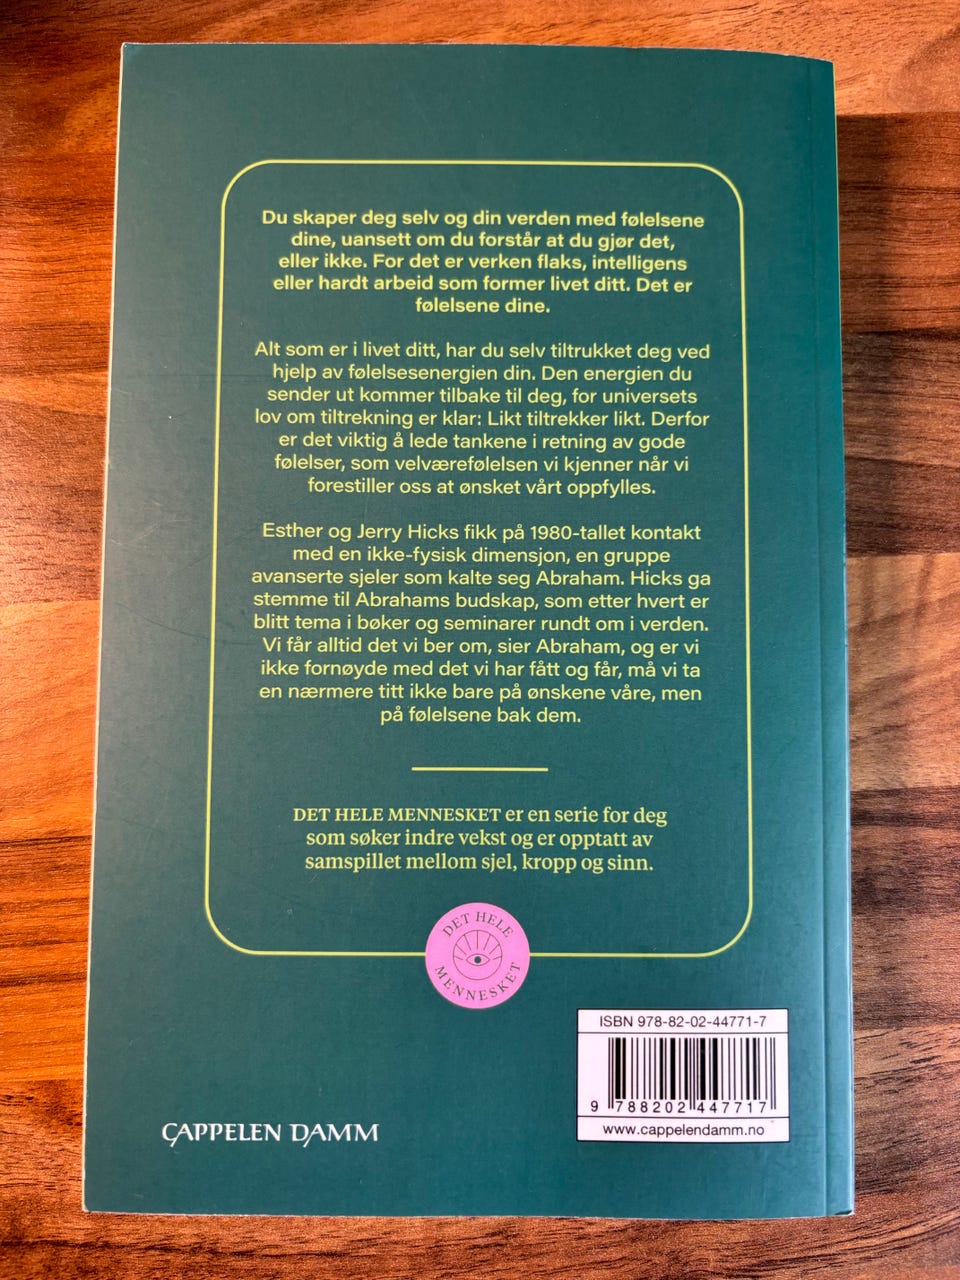 Du skaper deg selv og din verden med følelsene
dine, uansett om du forstår at du gjør det,
eller ikke. For det er verken flaks, intelligens
eller hardt arbeid som former livet ditt. Det er
følelsene dine.
Alt som er i livet ditt, har du selv tiltrukket deg ved
hjelp av følelsesenergien din. Den energien du
sender ut kommer tilbake til deg, for universets
lov om tiltrekning er klar: Likt tiltrekker likt. Derfor
er det viktig å lede tankene i retning av gode
følelser, som velværefølelsen vi kjenner når vi
forestiller oss at ønsket vårt oppfylles.
Esther og Jerry Hicks fikk på 1980-tallet kontakt
med en ikke-fysisk dimensjon, en gruppe
avanserte sjeler som kalte seg Abraham. Hicks ga
stemme til Abrahams budskap, som etter hvert er
blitt tema i bøker og seminarer rundt om i verden.
Vi får alltid det vi ber om, sier Abraham, og er vi
ikke fornøyde med det vi har fått og får, må vi ta
en nærmere titt ikke bare på ønskene våre, men
på følelsene bak dem.
DET HELE MENNESKET er en serie for deg
som søker indre vekst og er opptatt av
samspillet mellom sjel, kropp og sinn.
DET HELE
MENNESKET
ISBN 978-82-02-44771-7
9 788202 447717
www.cappelendamm.no
CAPPELEN DAMM